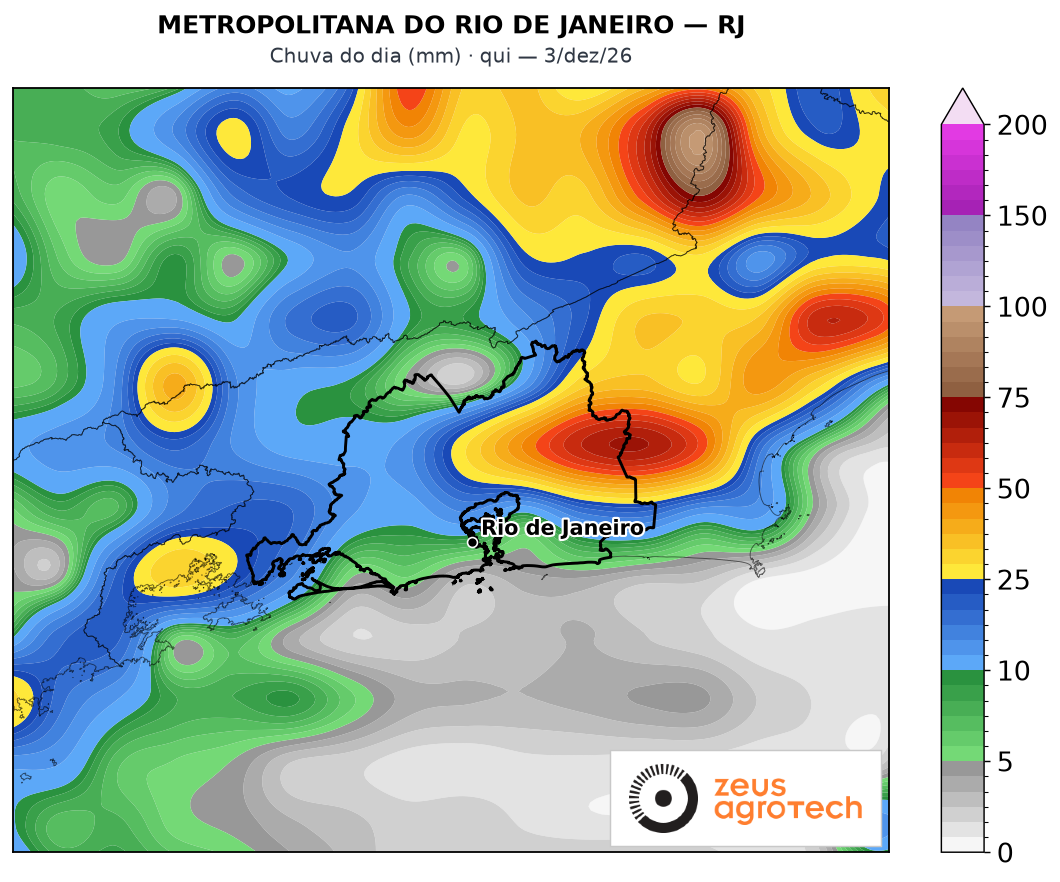 METROPOLITANA DO RIO DE JANEIRO — RJ
Chuva do dia (mm) · qui — 3/dez/26
200
150
100
75
50
25
10
5
0
Rio de Janeiro
zeus
agrotech